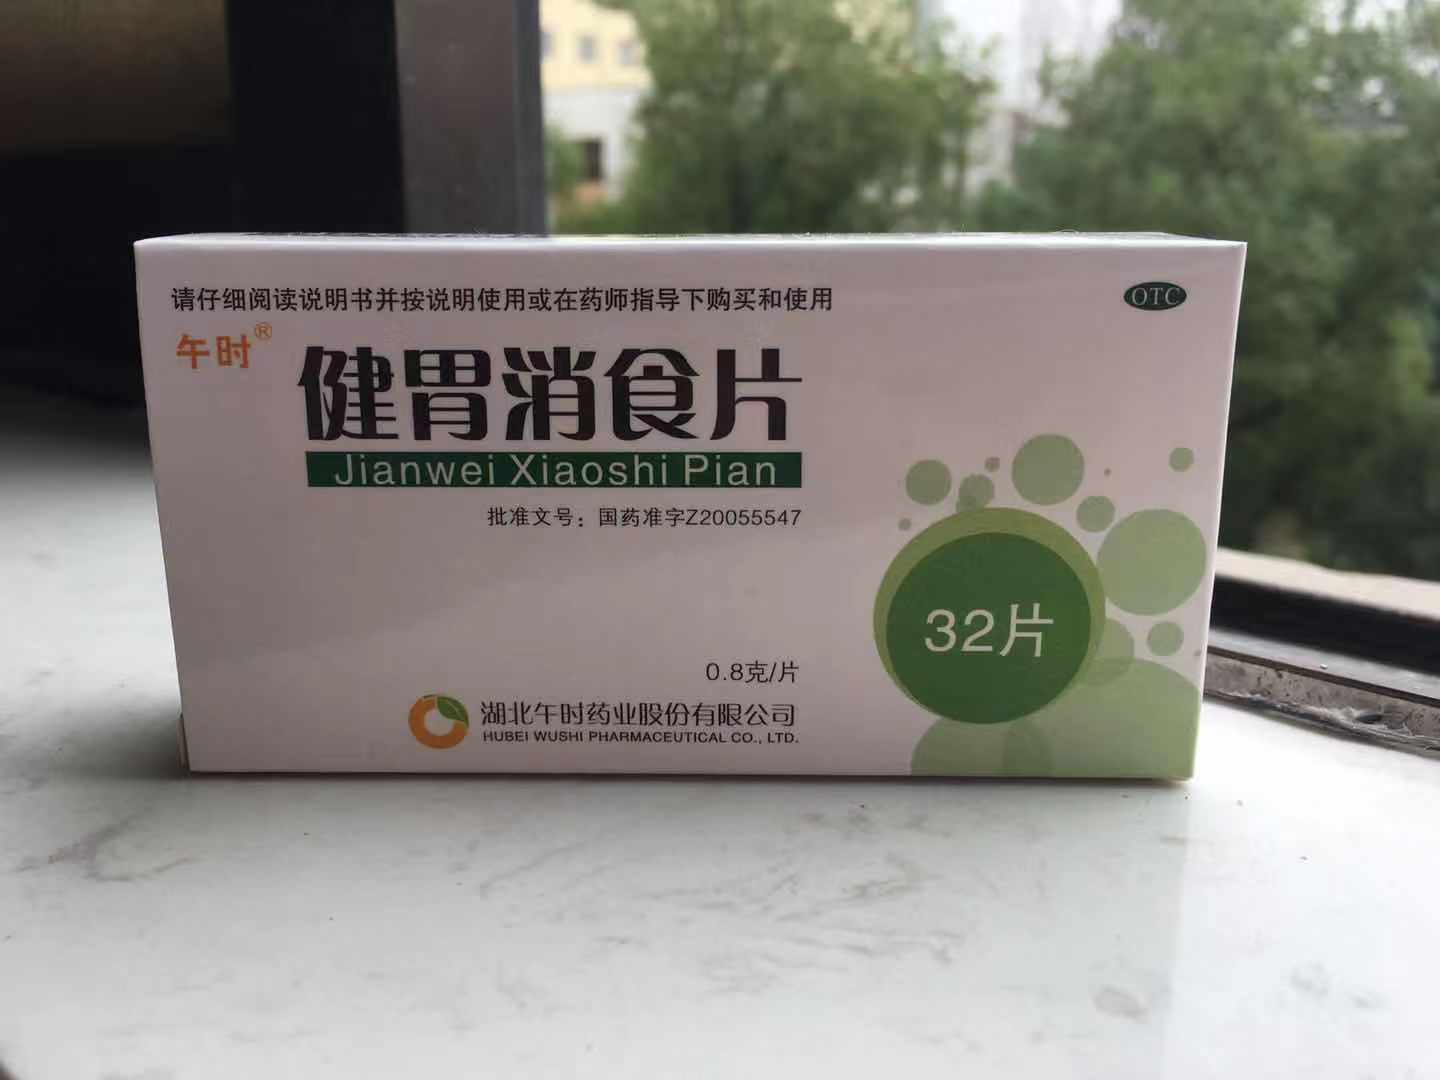 请仔细阅读说明书并按说明使用或在药师指导下购买和使用
OTC
午时®
健胃消食片
Jianwei Xiaoshi Pian
批准文号：国药准字Z20055547
32片
0.8克/片
湖北午时药业股份有限公司
HUBEI WUSHI PHARMACEUTICAL CO., LTD.